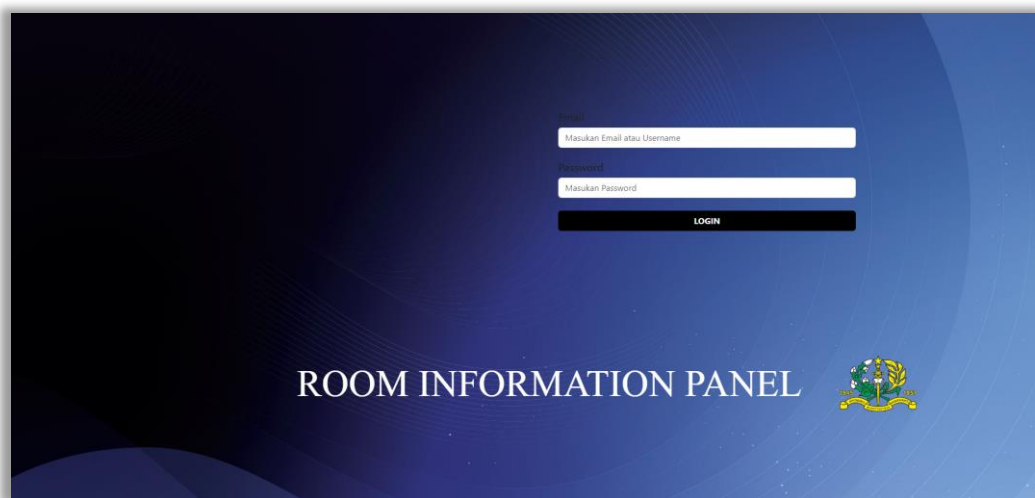 Email
Masukan Email atau Username
Password
Masukan Password
LOGIN
ROOM INFORMATION PANEL